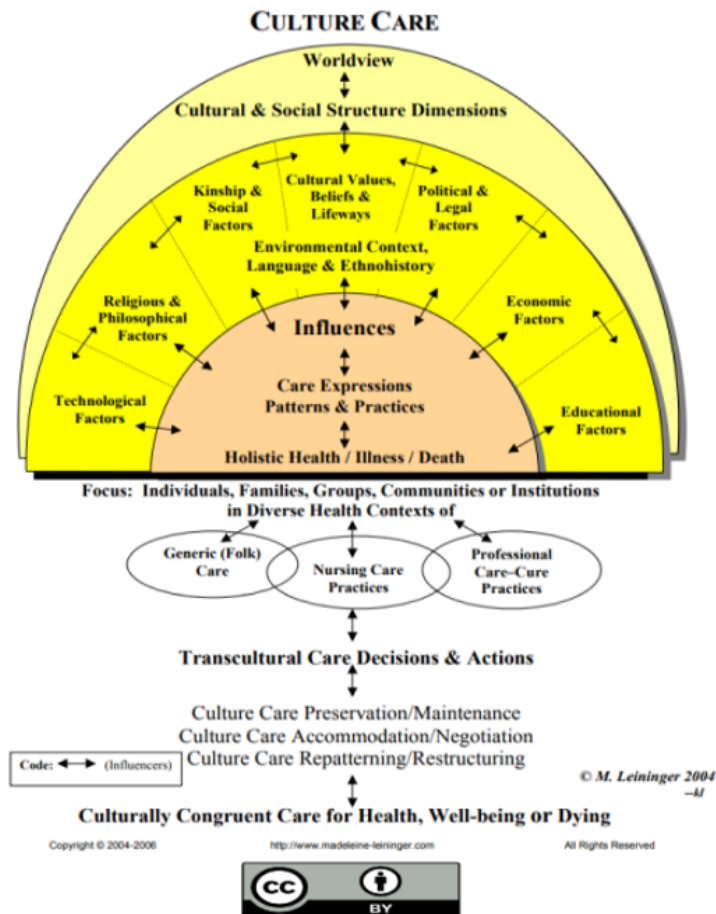 CULTURE CARE
Worldview
Cultural & Social Structure Dimensions
Kinship &
Social
Factors
Cultural Values,
Beliefs &
Lifeways
Political &
Legal
Factors
Environmental Context,
Language & Ethnohistory
Religious &
Philosophical
Factors
Economic
Factors
Technological
Factors
Educational
Factors
Influences
Care Expressions
Patterns & Practices
Holistic Health / Illness / Death
Focus: Individuals, Families, Groups, Communities or Institutions
in Diverse Health Contexts of
Generic (Folk)
Care
Nursing Care
Practices
Professional
Care–Cure
Practices
Transcultural Care Decisions & Actions
Culture Care Preservation/Maintenance
Culture Care Accommodation/Negotiation
Culture Care Repatterning/Restructuring
Code: (Influencers)
© M. Leininger 2004
--kl
Culturally Congruent Care for Health, Well-being or Dying
Copyright © 2004-2006 http://www.madeleine-leininger.com All Rights Reserved
CC
BY